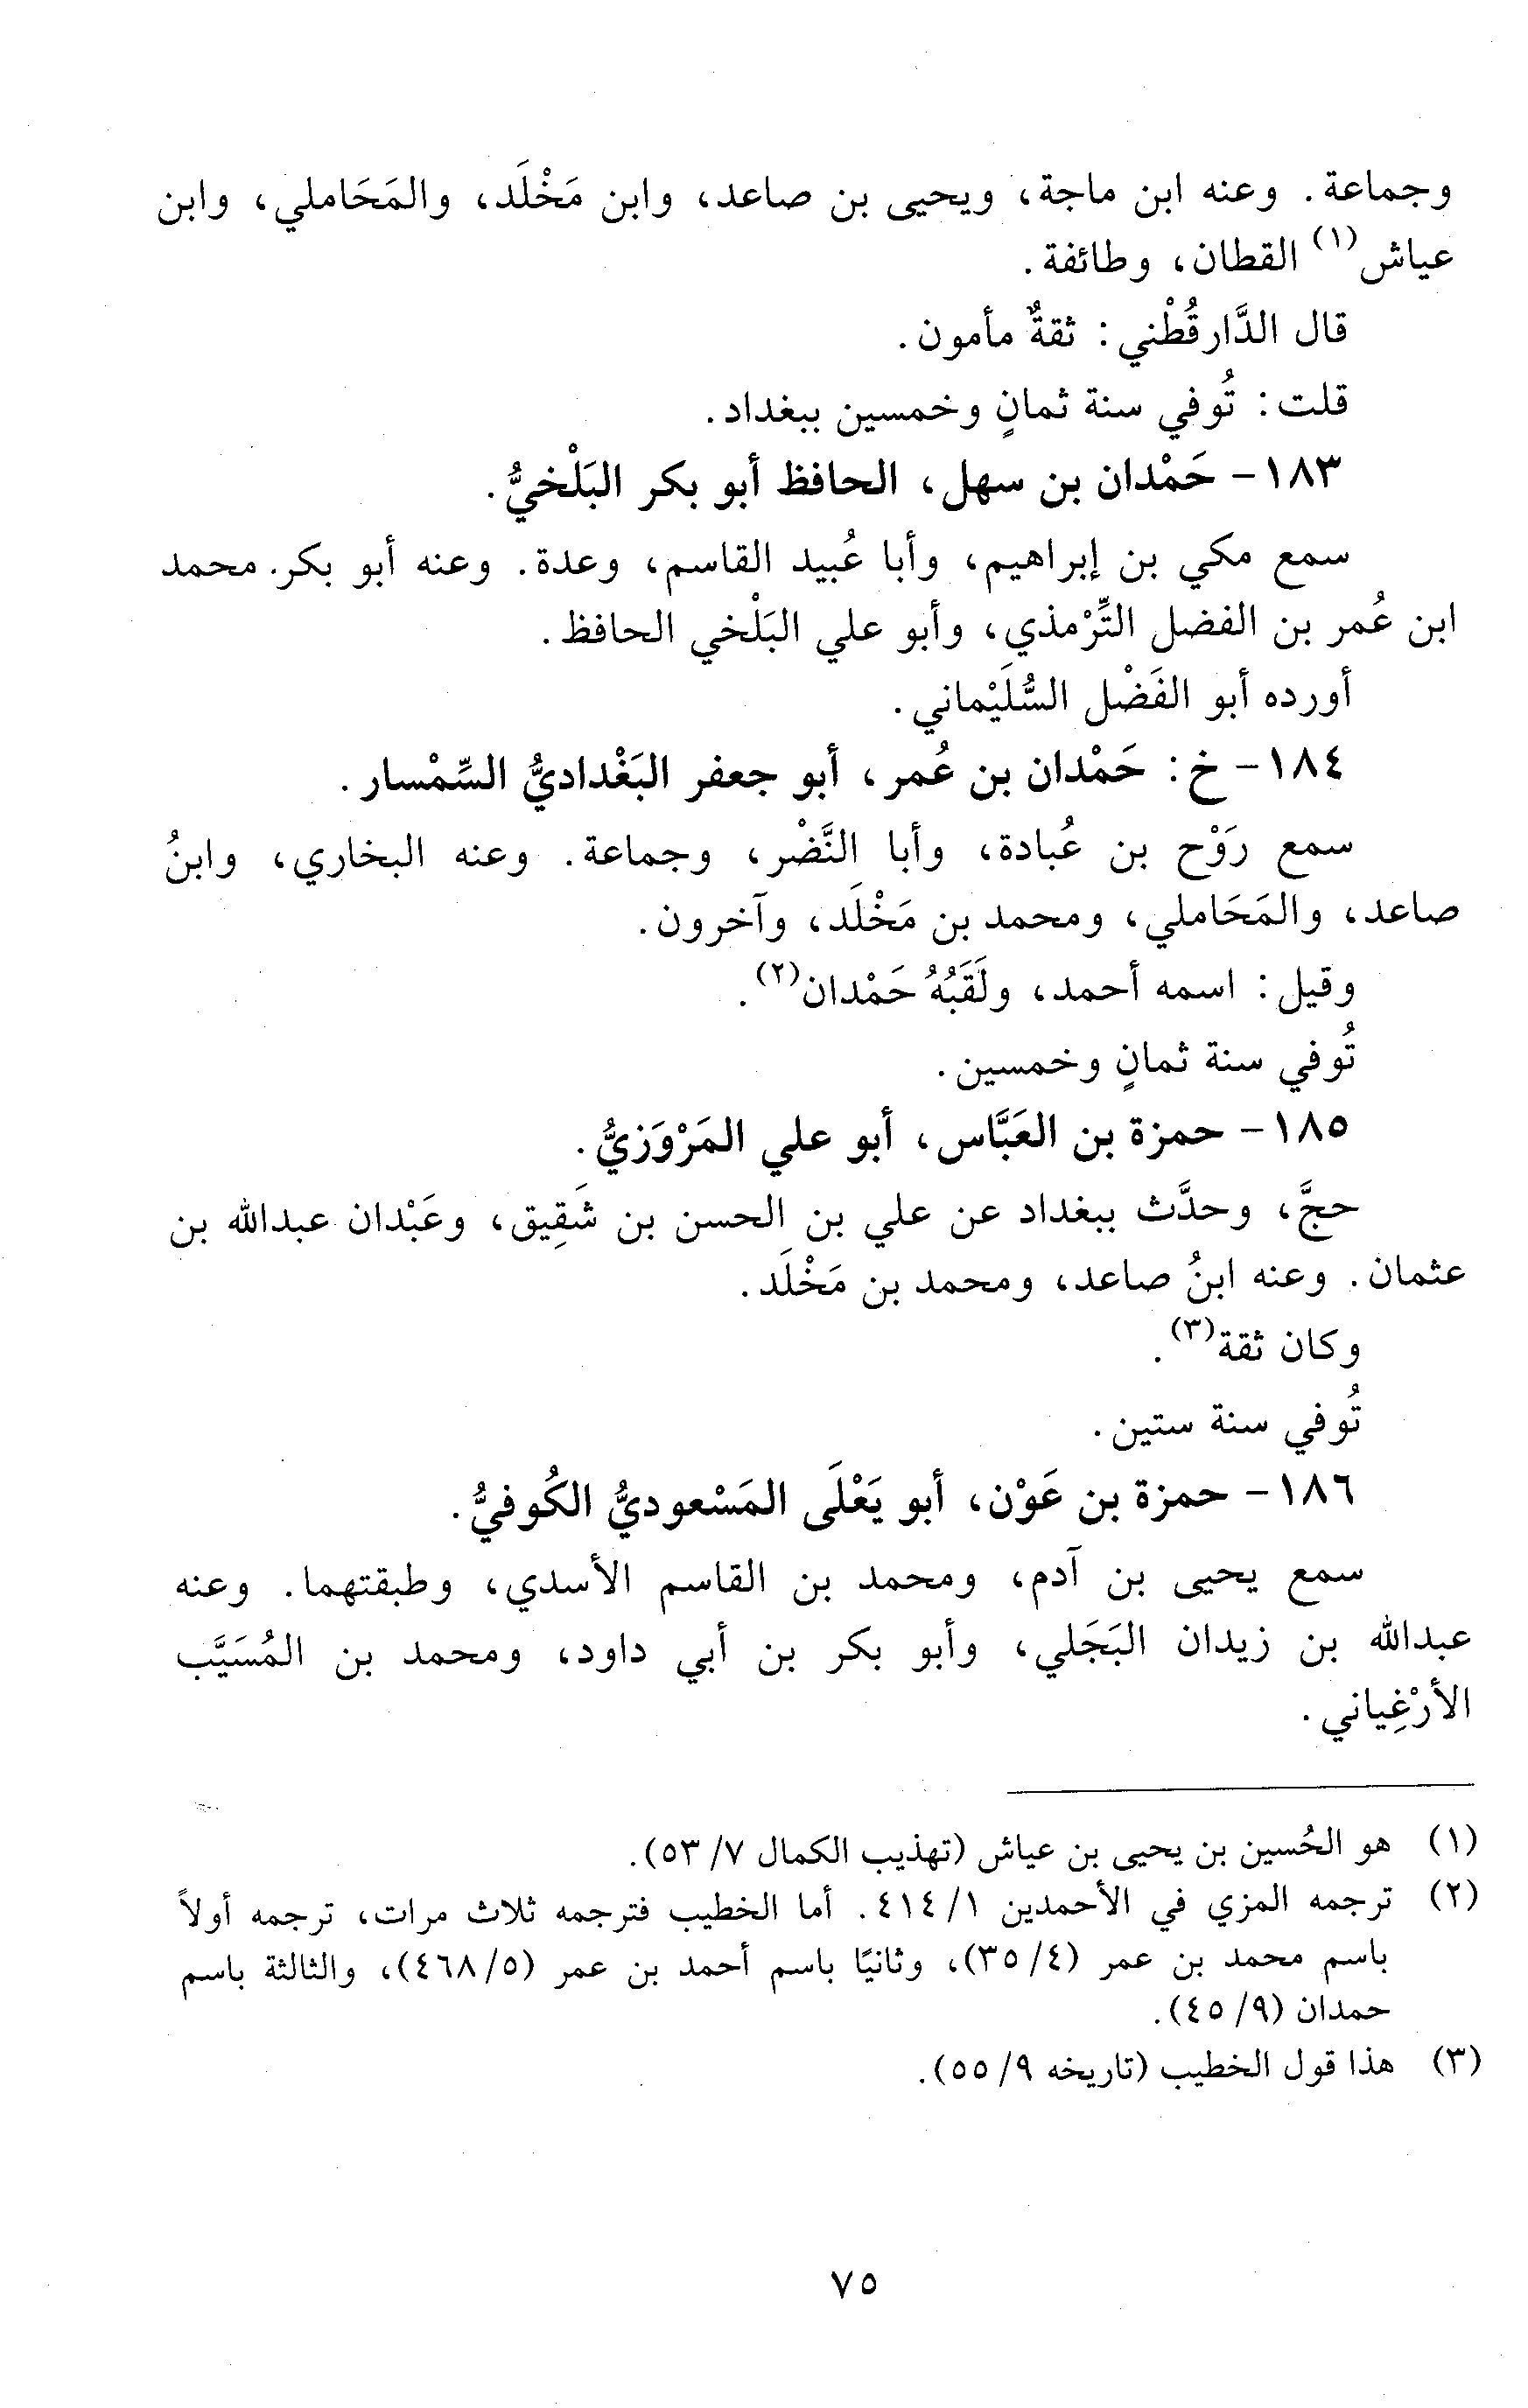 وجماعة. وعنه ابن ماجة، ويحيى بن صاعد، وابن مَخْلَد، والمَحَاملي، وابن
عياش(١) القطان، وطائفة.
قال الدَّارقُطْني: ثقةٌ مأمون.
قلت: تُوفي سنة ثمانٍ وخمسين ببغداد.
١٨٣- حَمْدان بن سهل، الحافظ أبو بكر البَلْخيُّ.
سمع مكي بن إبراهيم، وأبا عُبيد القاسم، وعدة. وعنه أبو بكر. محمد
ابن عُمر بن الفضل التِّرْمذي، وأبو علي البَلْخي الحافظ.
أورده أبو الفَضْل السُّلَيْماني.
١٨٤- خ: حَمْدان بن عُمر، أبو جعفر البَغْداديُّ السِّمْسار.
سمع رَوْح بن عُبادة، وأبا النَّضْر، وجماعة. وعنه البخاري، وابنُ
صاعد، والمَحَاملي، ومحمد بن مَخْلَد، وآخرون.
وقيل: اسمه أحمد، ولَقَبُهُ حَمْدان(٢).
تُوفي سنة ثمانٍ وخمسين.
١٨٥- حمزة بن العَبَّاس، أبو علي المَرْوَزيُّ.
حجَّ، وحدَّث ببغداد عن علي بن الحسن بن شَقِيق، وعَبْدان عبدالله بن
عثمان. وعنه ابنُ صاعد، ومحمد بن مَخْلَد.
وكان ثقة(٣).
تُوفي سنة ستين.
١٨٦- حمزة بن عَوْن، أبو يَعْلَى المَسْعوديُّ الكُوفيُّ.
سمع يحيى بن آدم، ومحمد بن القاسم الأسدي، وطبقتهما. وعنه
عبدالله بن زيدان البَجَلي، وأبو بكر بن أبي داود، ومحمد بن المُسَيَّب
الأرْغِياني.
(١) هو الحُسين بن يحيى بن عياش (تهذيب الكمال ٧/ ٥٣).
(٢) ترجمه المزي في الأحمدين ١/ ٤١٤. أما الخطيب فترجمه ثلاث مرات، ترجمه أولاً
باسم محمد بن عمر (٤/ ٣٥)، وثانيًا باسم أحمد بن عمر (٥/ ٤٦٨)، والثالثة باسم
حمدان (٩/ ٤٥).
(٣) هذا قول الخطيب (تاريخه ٩/ ٥٥).
٧٥